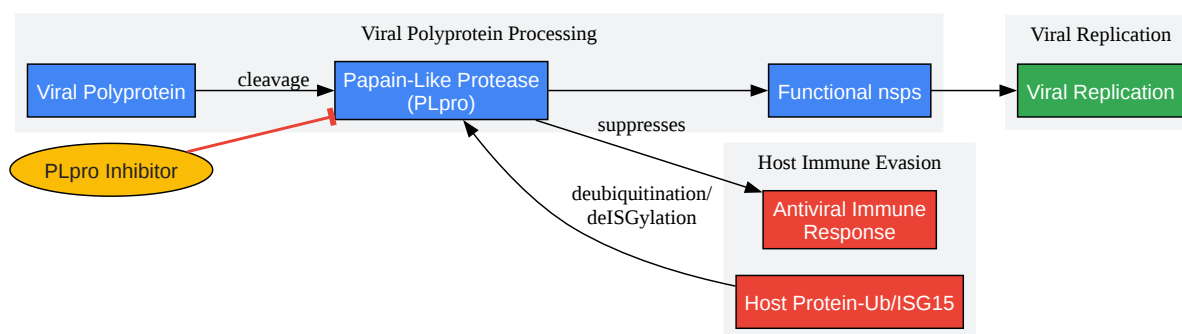 Viral Polyprotein Processing
Viral Replication
Viral Polyprotein
cleavage
Papain-Like Protease
(PLpro)
Functional nsps
Viral Replication
suppresses
PLpro Inhibitor
Host Immune Evasion
deubiquitination/
deISGylation
Antiviral Immune
Response
Host Protein-Ub/ISG15